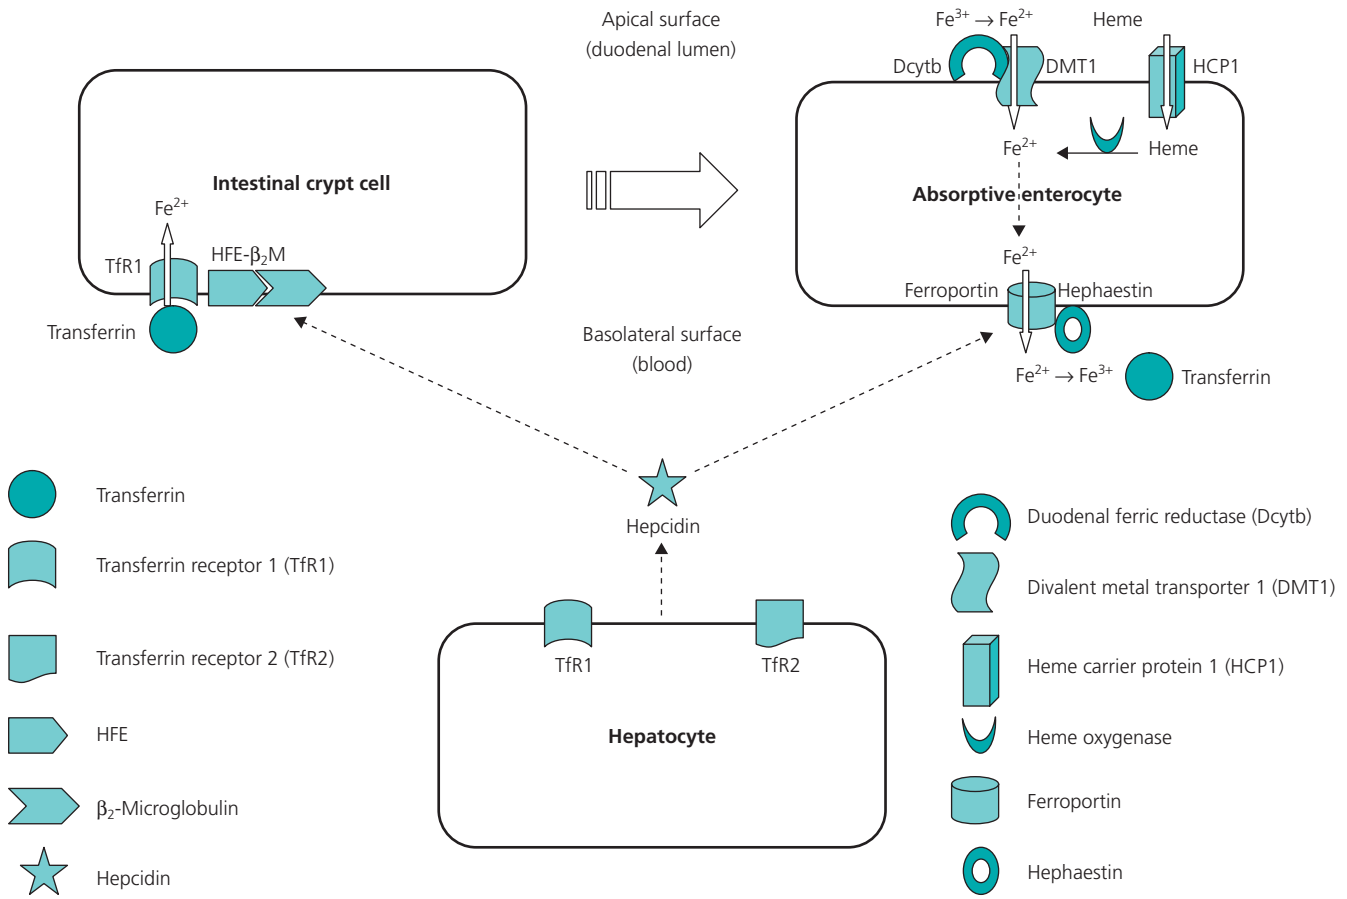 Apical surface
(duodenal lumen)
Fe³⁺ → Fe²⁺
Heme
Dcytb
DMT1
HCP1
Fe²⁺
Heme
Intestinal crypt cell
Absorptive enterocyte
Fe²⁺
TfR1
HFE-β₂M
Fe²⁺
Ferroportin
Hephaestin
Transferrin
Basolateral surface
(blood)
Fe²⁺ → Fe³⁺
Transferrin
Hepcidin
TfR1
TfR2
Hepatocyte
Transferrin
Transferrin receptor 1 (TfR1)
Transferrin receptor 2 (TfR2)
HFE
β₂-Microglobulin
Hepcidin
Duodenal ferric reductase (Dcytb)
Divalent metal transporter 1 (DMT1)
Heme carrier protein 1 (HCP1)
Heme oxygenase
Ferroportin
Hephaestin